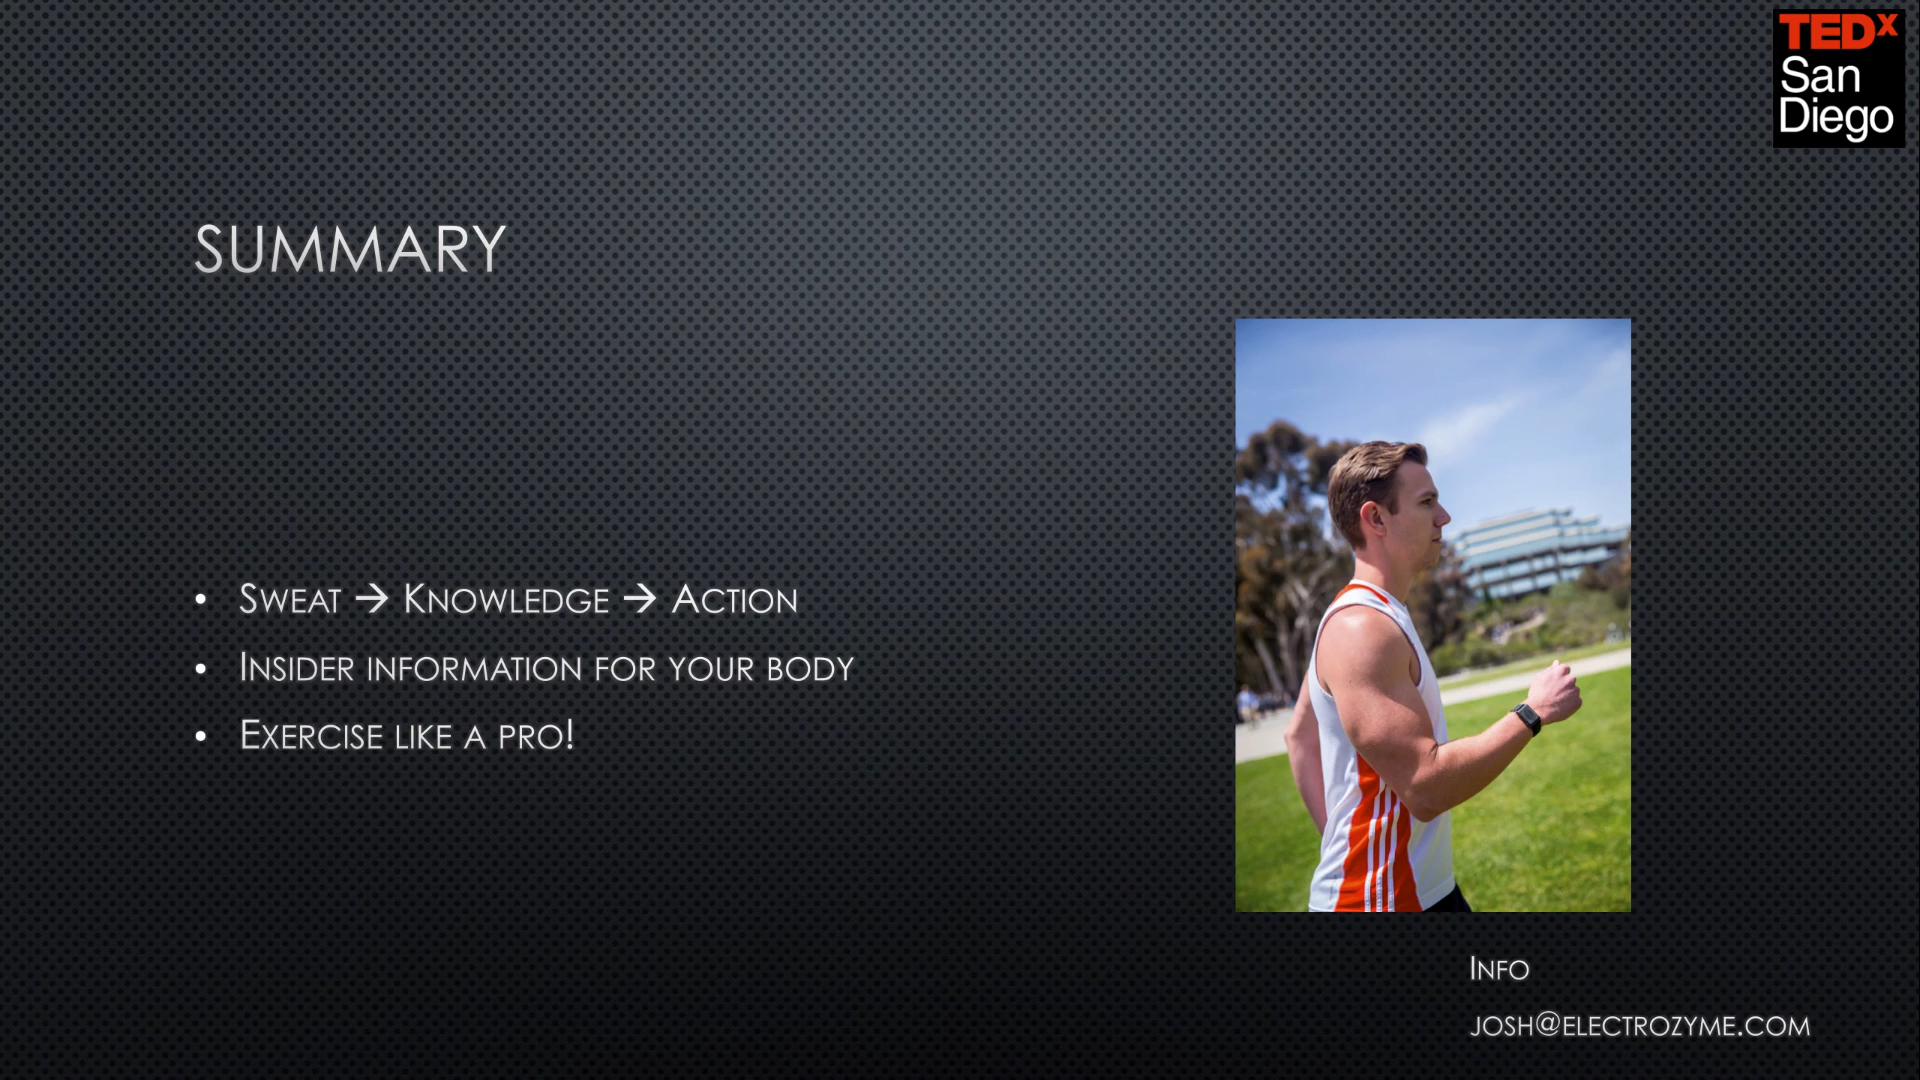 TEDx
San
Diego
SUMMARY
• SWEAT → KNOWLEDGE → ACTION
• INSIDER INFORMATION FOR YOUR BODY
• EXERCISE LIKE A PRO!
INFO
JOSH@ELECTROZYME.COM